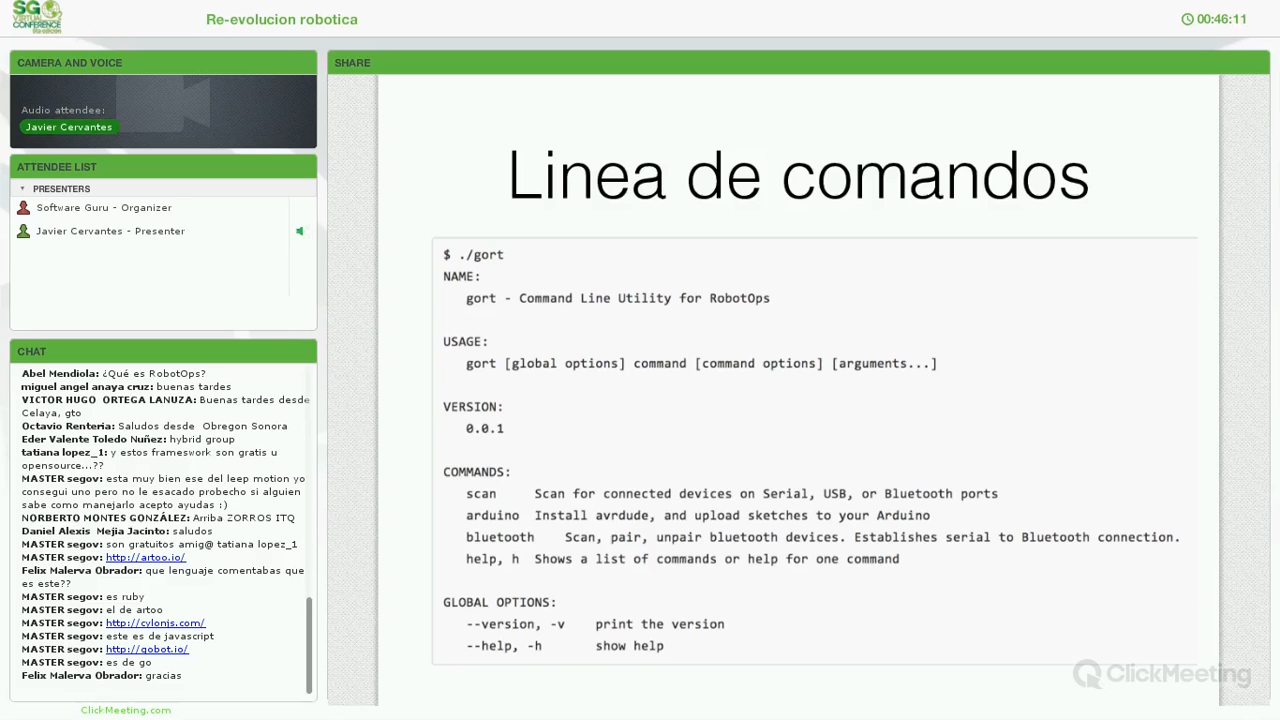 SG
VIRTUAL
CONFERENCE
Re-evolucion robotica
00:46:11
CAMERA AND VOICE
Audio attendee:
Javier Cervantes
ATTENDEE LIST
PRESENTERS
Software Guru - Organizer
Javier Cervantes - Presenter
CHAT
Abel Mendiola: ¿Qué es RobotOps?
miguel angel anaya cruz: buenas tardes
VICTOR HUGO ORTEGA LANUZA: Buenas tardes desde
Celaya, gto
Octavio Renteria: Saludos desde Obregon Sonora
Eder Valente Toledo Nuñez: hybrid group
tatiana lopez_1: y estos frameswork son gratis u
opensource...??
MASTER segov: esta muy bien ese del leep motion yo
consegui uno pero no le esacado probecho si alguien
sabe como manejarlo acepto ayudas :)
NORBERTO MONTES GONZÁLEZ: Arriba ZORROS ITQ
Daniel Alexis Mejia Jacinto: saludos
MASTER segov: son gratuitos amig@ tatiana lopez_1
MASTER segov: http://artoo.io/
Felix Malerva Obrador: que lenguaje comentabas que
es este??
MASTER segov: es ruby
MASTER segov: el de artoo
MASTER segov: http://cylonjs.com/
MASTER segov: este es de javascript
MASTER segov: http://gobot.io/
MASTER segov: es de go
Felix Malerva Obrador: gracias
ClickMeeting.com
SHARE
Linea de comandos
$ ./gort
NAME:
gort - Command Line Utility for RobotOps
USAGE:
gort [global options] command [command options] [arguments...]
VERSION:
0.0.1
COMMANDS:
scan Scan for connected devices on Serial, USB, or Bluetooth ports
arduino Install avrdude, and upload sketches to your Arduino
bluetooth Scan, pair, unpair bluetooth devices. Establishes serial to Bluetooth connection.
help, h Shows a list of commands or help for one command
GLOBAL OPTIONS:
--version, -v print the version
--help, -h show help
ClickMeeting